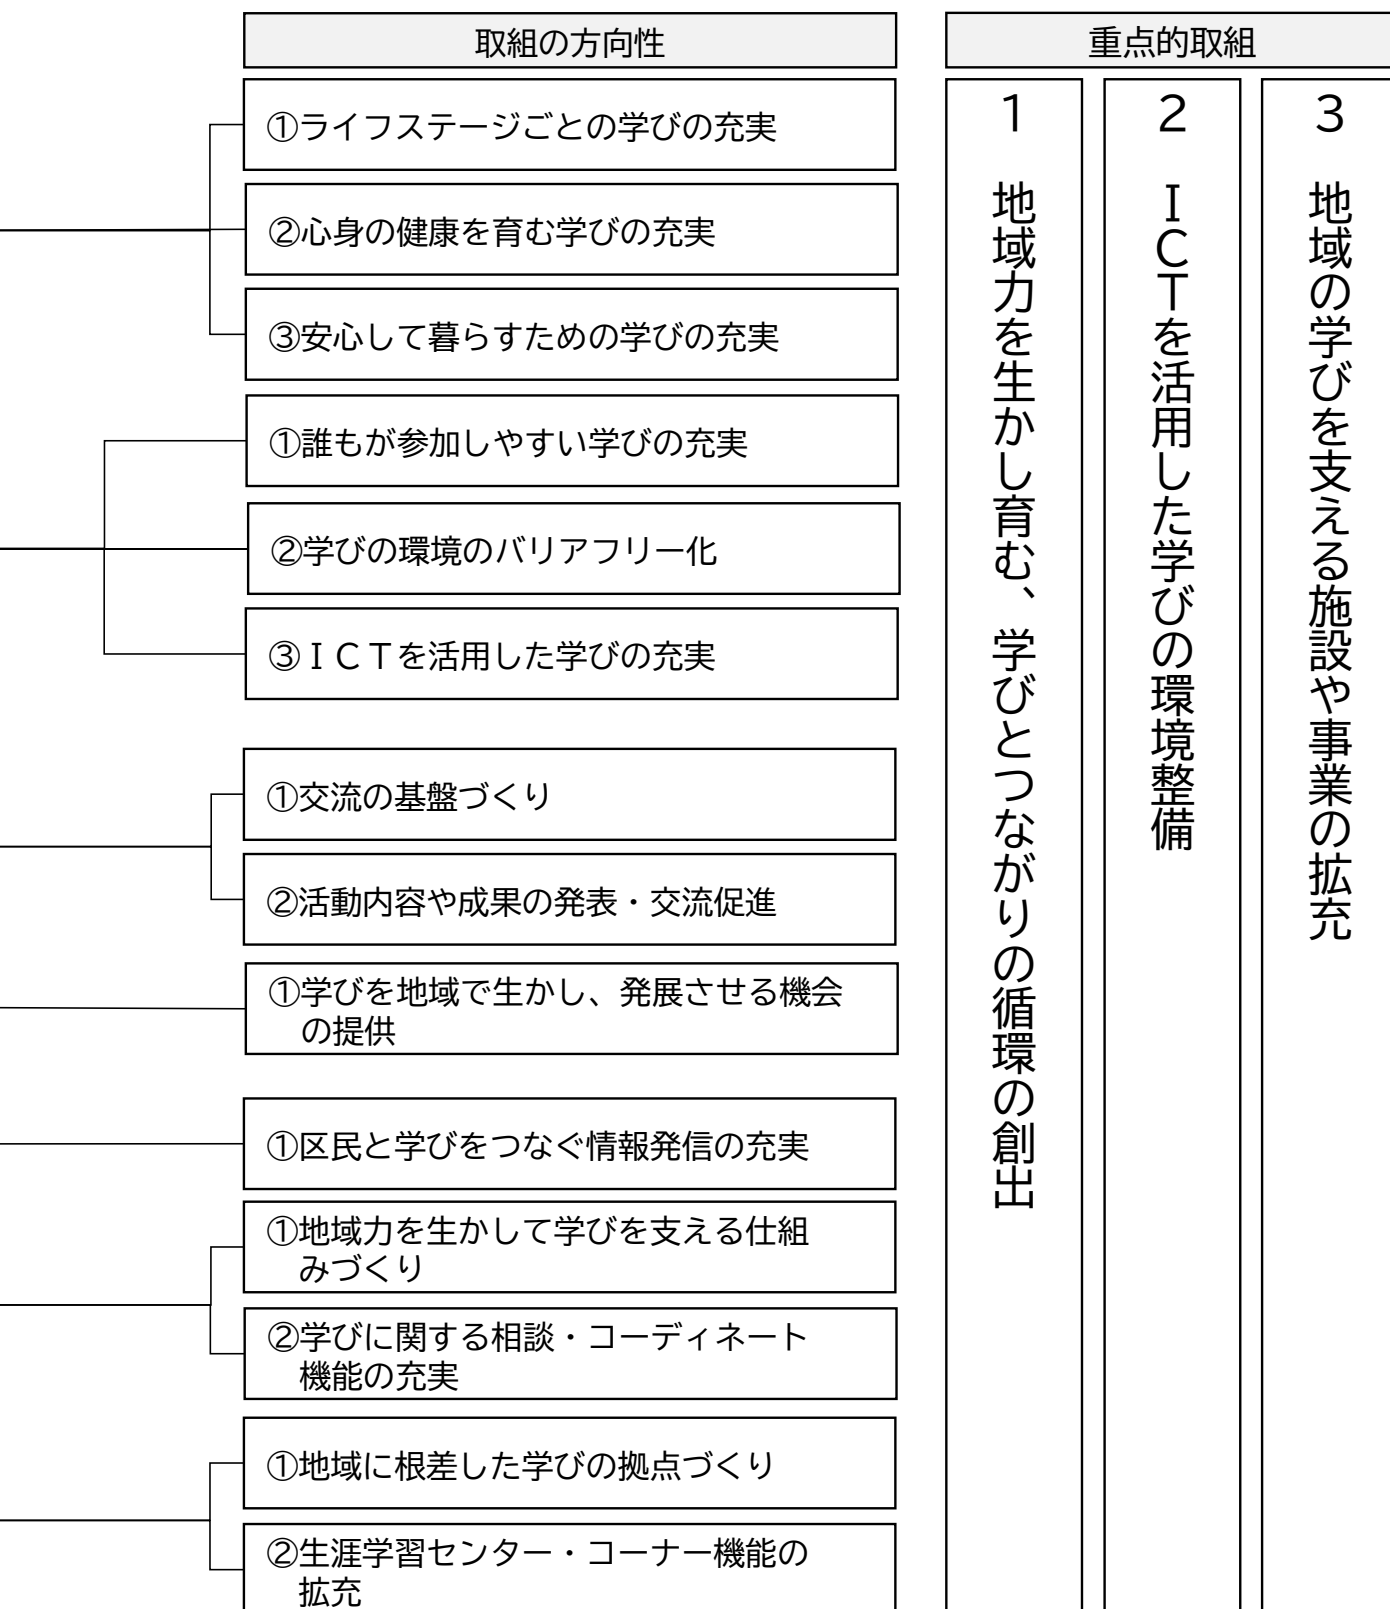 取組の方向性
①ライフステージごとの学びの充実
②心身の健康を育む学びの充実
③安心して暮らすための学びの充実
①誰もが参加しやすい学びの充実
②学びの環境のバリアフリー化
③ＩＣＴを活用した学びの充実
①交流の基盤づくり
②活動内容や成果の発表・交流促進
①学びを地域で生かし、発展させる機会
の提供
①区民と学びをつなぐ情報発信の充実
①地域力を生かして学びを支える仕組
みづくり
②学びに関する相談・コーディネート
機能の充実
①地域に根差した学びの拠点づくり
②生涯学習センター・コーナー機能の
拡充
重点的取組
１　地域力を生かし育む、学びとつながりの循環の創出
２　ＩＣＴを活用した学びの環境整備
３　地域の学びを支える施設や事業の拡充